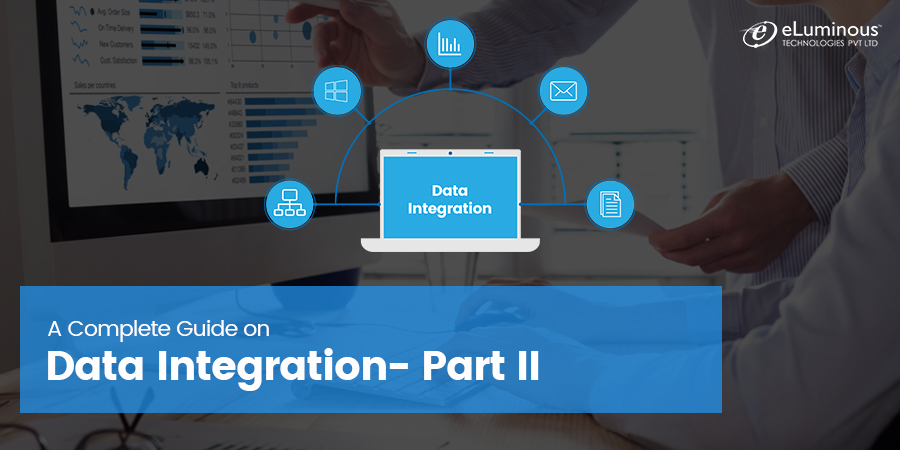 Avg. Order Size
On-Time Delivery
New Customers
Cust. Satisfaction
Sales per countries
Top 8 products
eLuminous™
TECHNOLOGIES PVT LTD
Data
Integration
A Complete Guide on
Data Integration- Part II